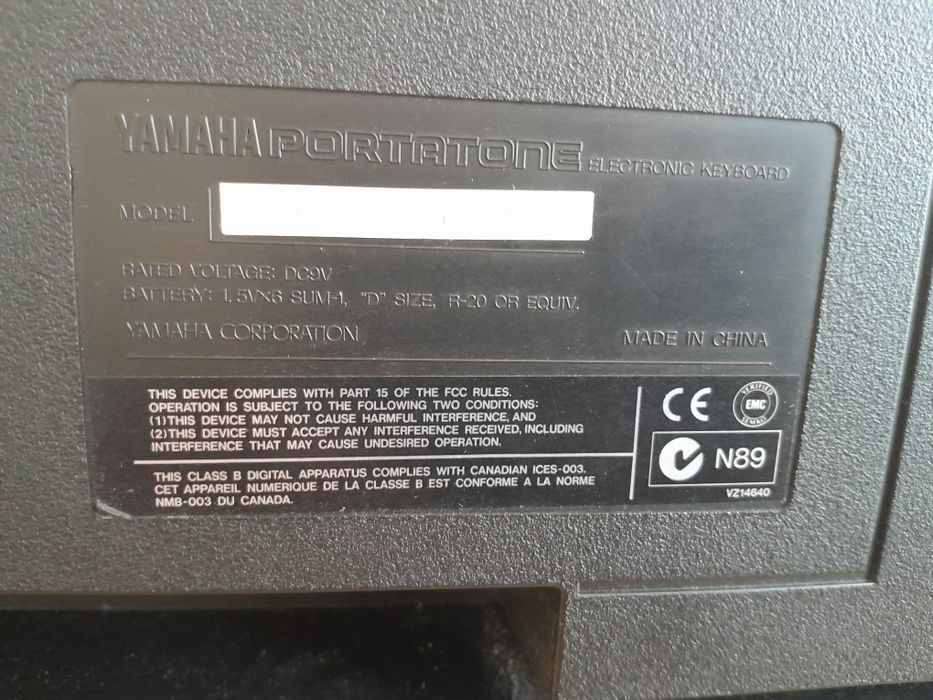 YAMAHA PORTATONE ELECTRONIC KEYBOARD
MODEL
RATED VOLTAGE: DC9V
BATTERY: 1.5V×6 SUM-1, "D" SIZE, R-20 OR EQUIV.
YAMAHA CORPORATION
MADE IN CHINA
THIS DEVICE COMPLIES WITH PART 15 OF THE FCC RULES.
OPERATION IS SUBJECT TO THE FOLLOWING TWO CONDITIONS:
(1)THIS DEVICE MAY NOT CAUSE HARMFUL INTERFERENCE, AND
(2)THIS DEVICE MUST ACCEPT ANY INTERFERENCE RECEIVED, INCLUDING
INTERFERENCE THAT MAY CAUSE UNDESIRED OPERATION.
THIS CLASS B DIGITAL APPARATUS COMPLIES WITH CANADIAN ICES-003.
CET APPAREIL NUMERIQUE DE LA CLASSE B EST CONFORME A LA NORME
NMB-003 DU CANADA.
CE
VERIFIED
EMC
N89
VZ14640